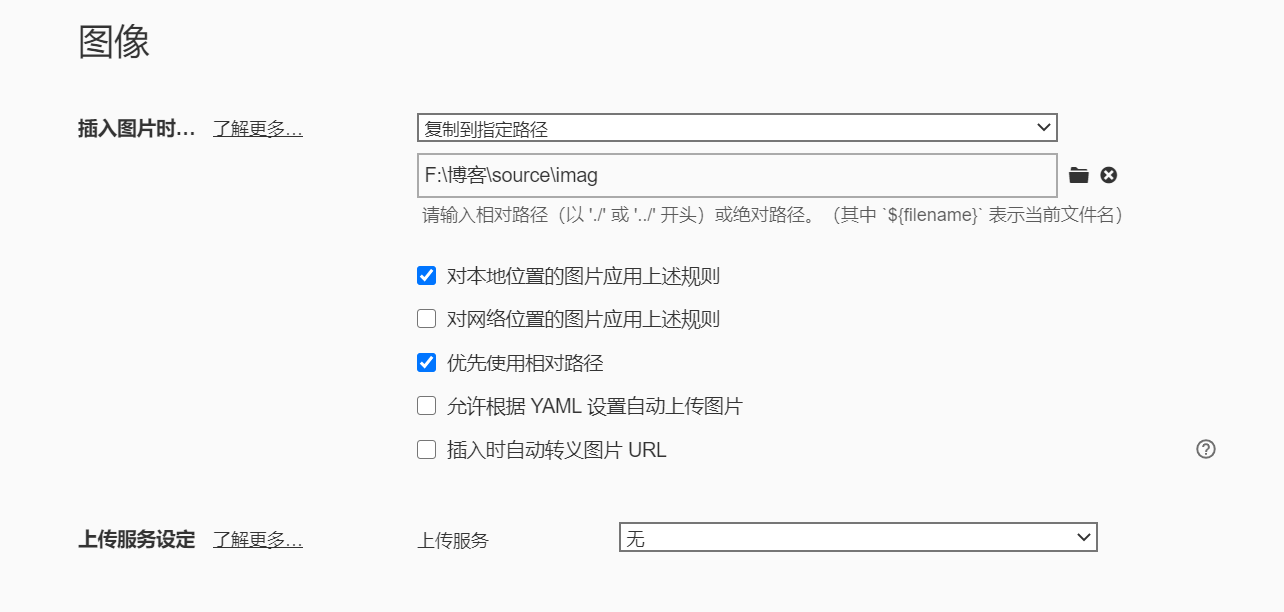 图像
插入图片时… 了解更多… 复制到指定路径
F:\博客\source\imag
请输入相对路径（以 './' 或 '../' 开头）或绝对路径。（其中 `${filename}` 表示当前文件名）
对本地位置的图片应用上述规则
对网络位置的图片应用上述规则
优先使用相对路径
允许根据 YAML 设置自动上传图片
插入时自动转义图片 URL
上传服务设定 了解更多… 上传服务 无